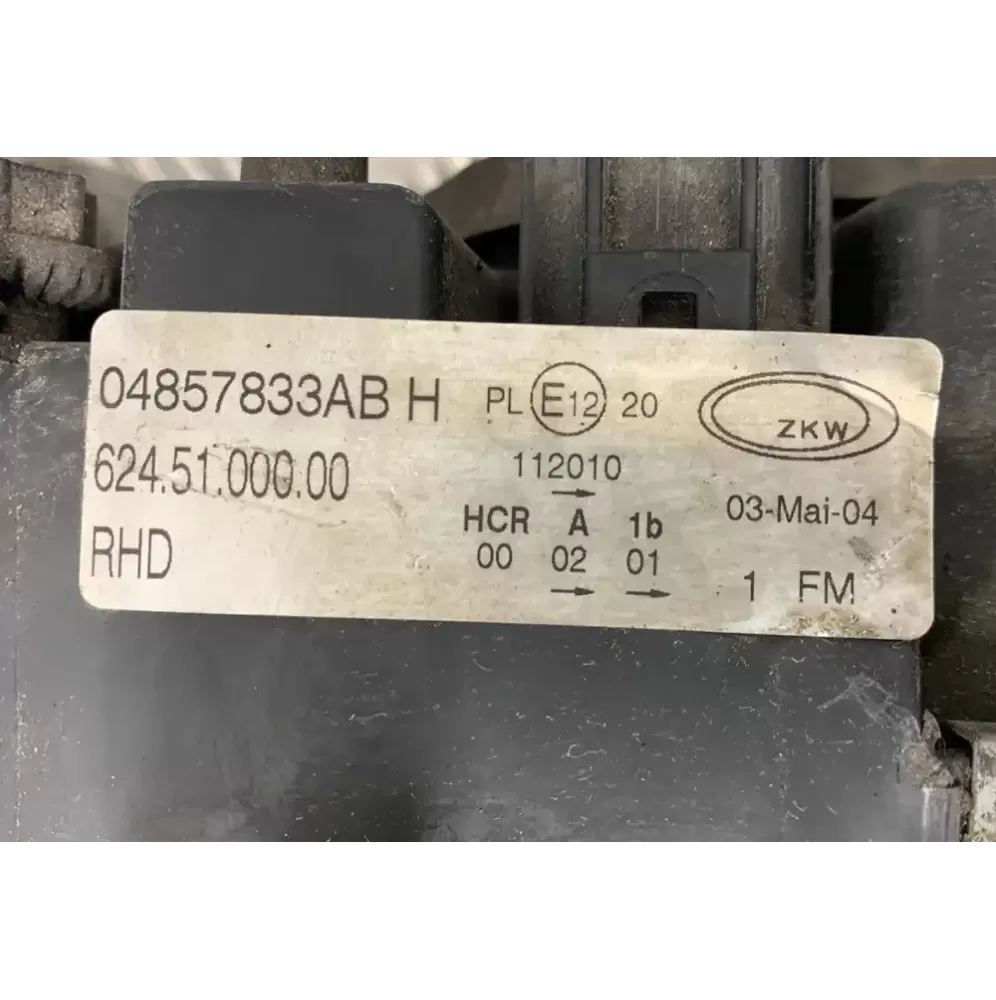 04857833AB H PL E12 20 ZKW
624.51.000.00 112010
→
03-Mai-04
HCR A 1b
RHD 00 02 01
→ → 1 FM